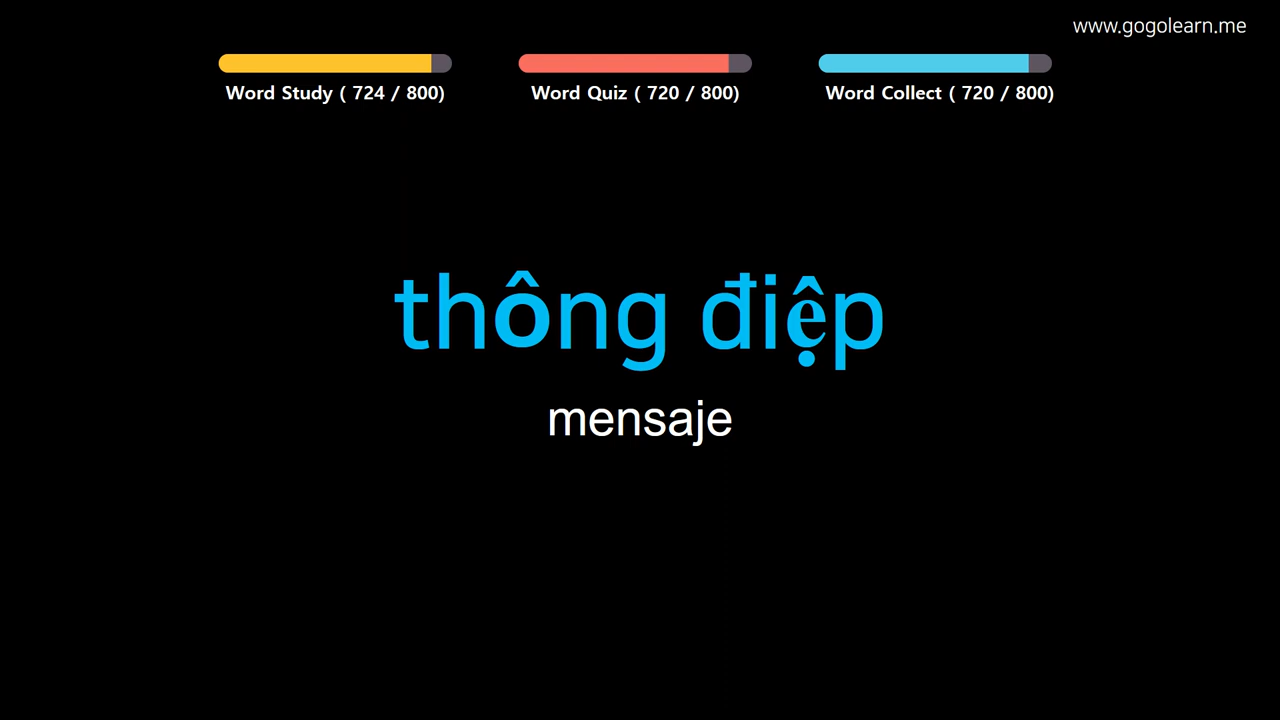 www.gogolearn.me
Word Study ( 724 / 800)
Word Quiz ( 720 / 800)
Word Collect ( 720 / 800)
thông điệp
mensaje